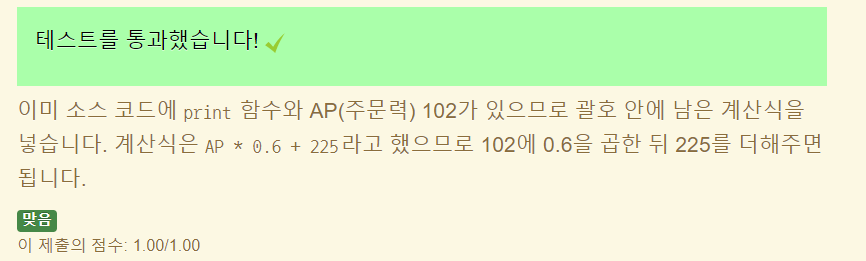 테스트를 통과했습니다!
이미 소스 코드에 print 함수와 AP(주문력) 102가 있으므로 괄호 안에 남은 계산식을
넣습니다. 계산식은 AP * 0.6 + 225라고 했으므로 102에 0.6을 곱한 뒤 225를 더해주면
됩니다.
맞음
이 제출의 점수: 1.00/1.00